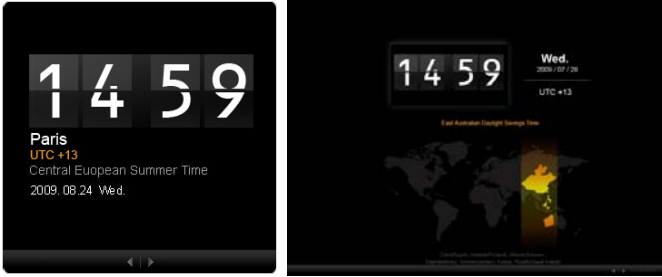 14 59
Paris
UTC +13
Central Euopean Summer Time
2009. 08.24 Wed.
14 59
Wed.
2009 / 07 / 28
UTC +13
East Australian Daylight Savings Time